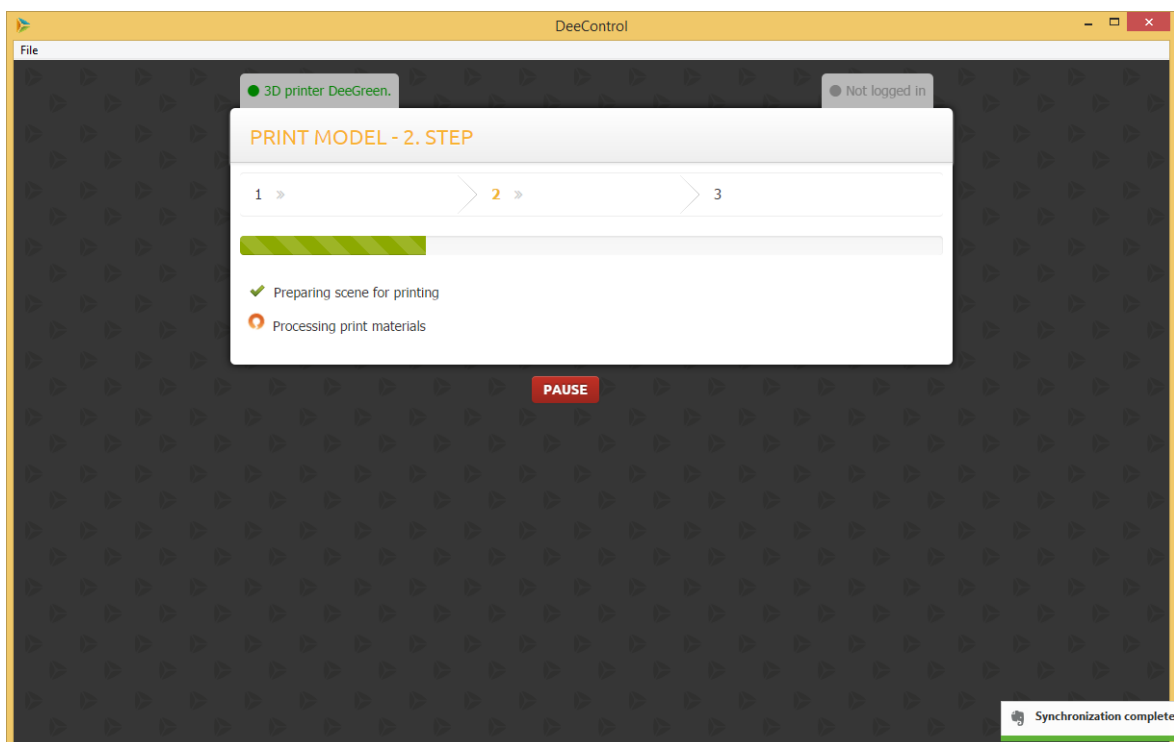 DeeControl
File
3D printer DeeGreen.
Not logged in
PRINT MODEL - 2. STEP
1 »
2 »
3
Preparing scene for printing
Processing print materials
PAUSE
Synchronization complete